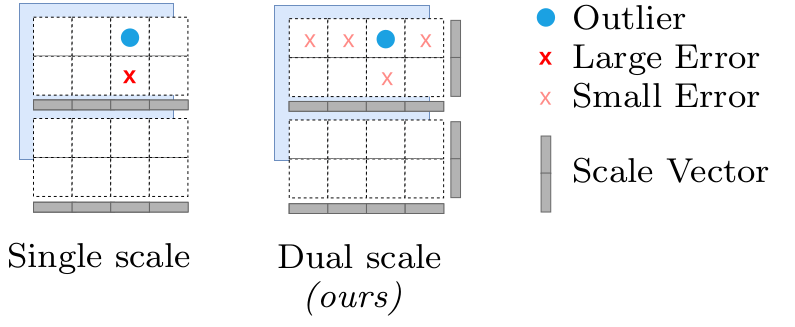 x x x
x x
Outlier
x Large Error
x Small Error
Scale Vector
Single scale
Dual scale
(ours)